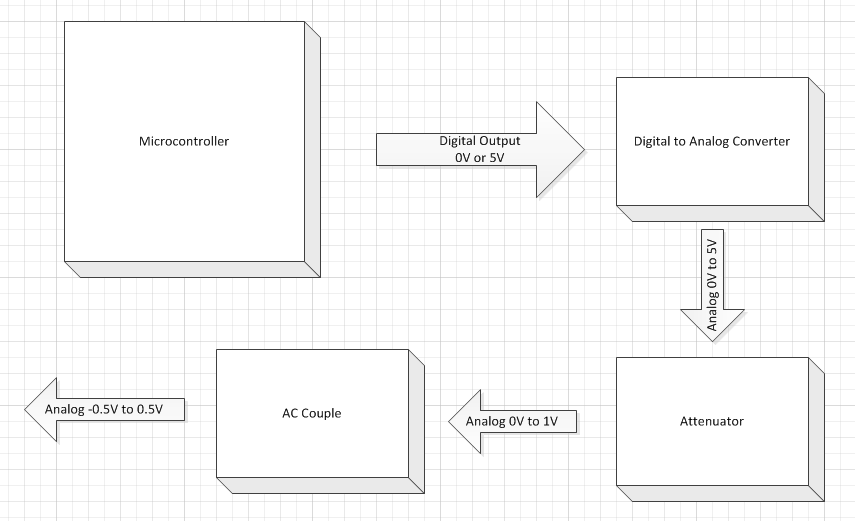 Microcontroller
Digital Output
0V or 5V
Digital to Analog Converter
Analog 0V to 5V
Attenuator
Analog 0V to 1V
AC Couple
Analog -0.5V to 0.5V